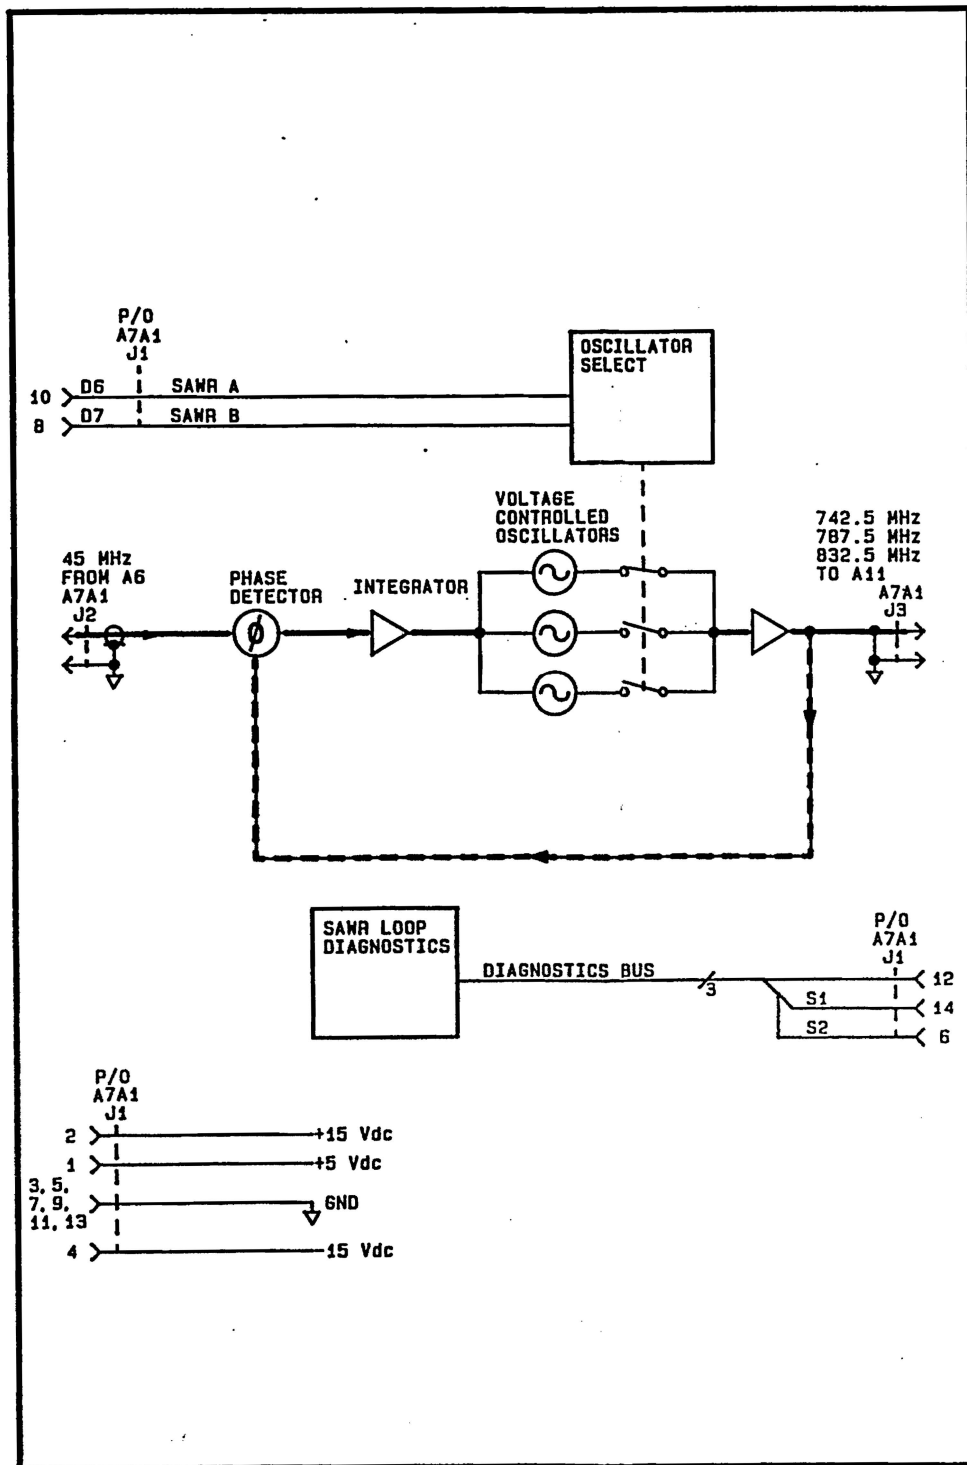 P/O
A7A1
J1
OSCILLATOR
SELECT
10 D6 SAWR A
8 D7 SAWR B
VOLTAGE
CONTROLLED
OSCILLATORS
742.5 MHz
787.5 MHz
832.5 MHz
TO A11
A7A1
J3
45 MHz
FROM A6
A7A1
J2
PHASE
DETECTOR
INTEGRATOR
Ø
SAWR LOOP
DIAGNOSTICS
DIAGNOSTICS BUS
3
P/O
A7A1
J1
12
S1 14
S2 6
P/O
A7A1
J1
2 +15 Vdc
1 +5 Vdc
3, 5,
7, 9,
11, 13
GND
4 -15 Vdc